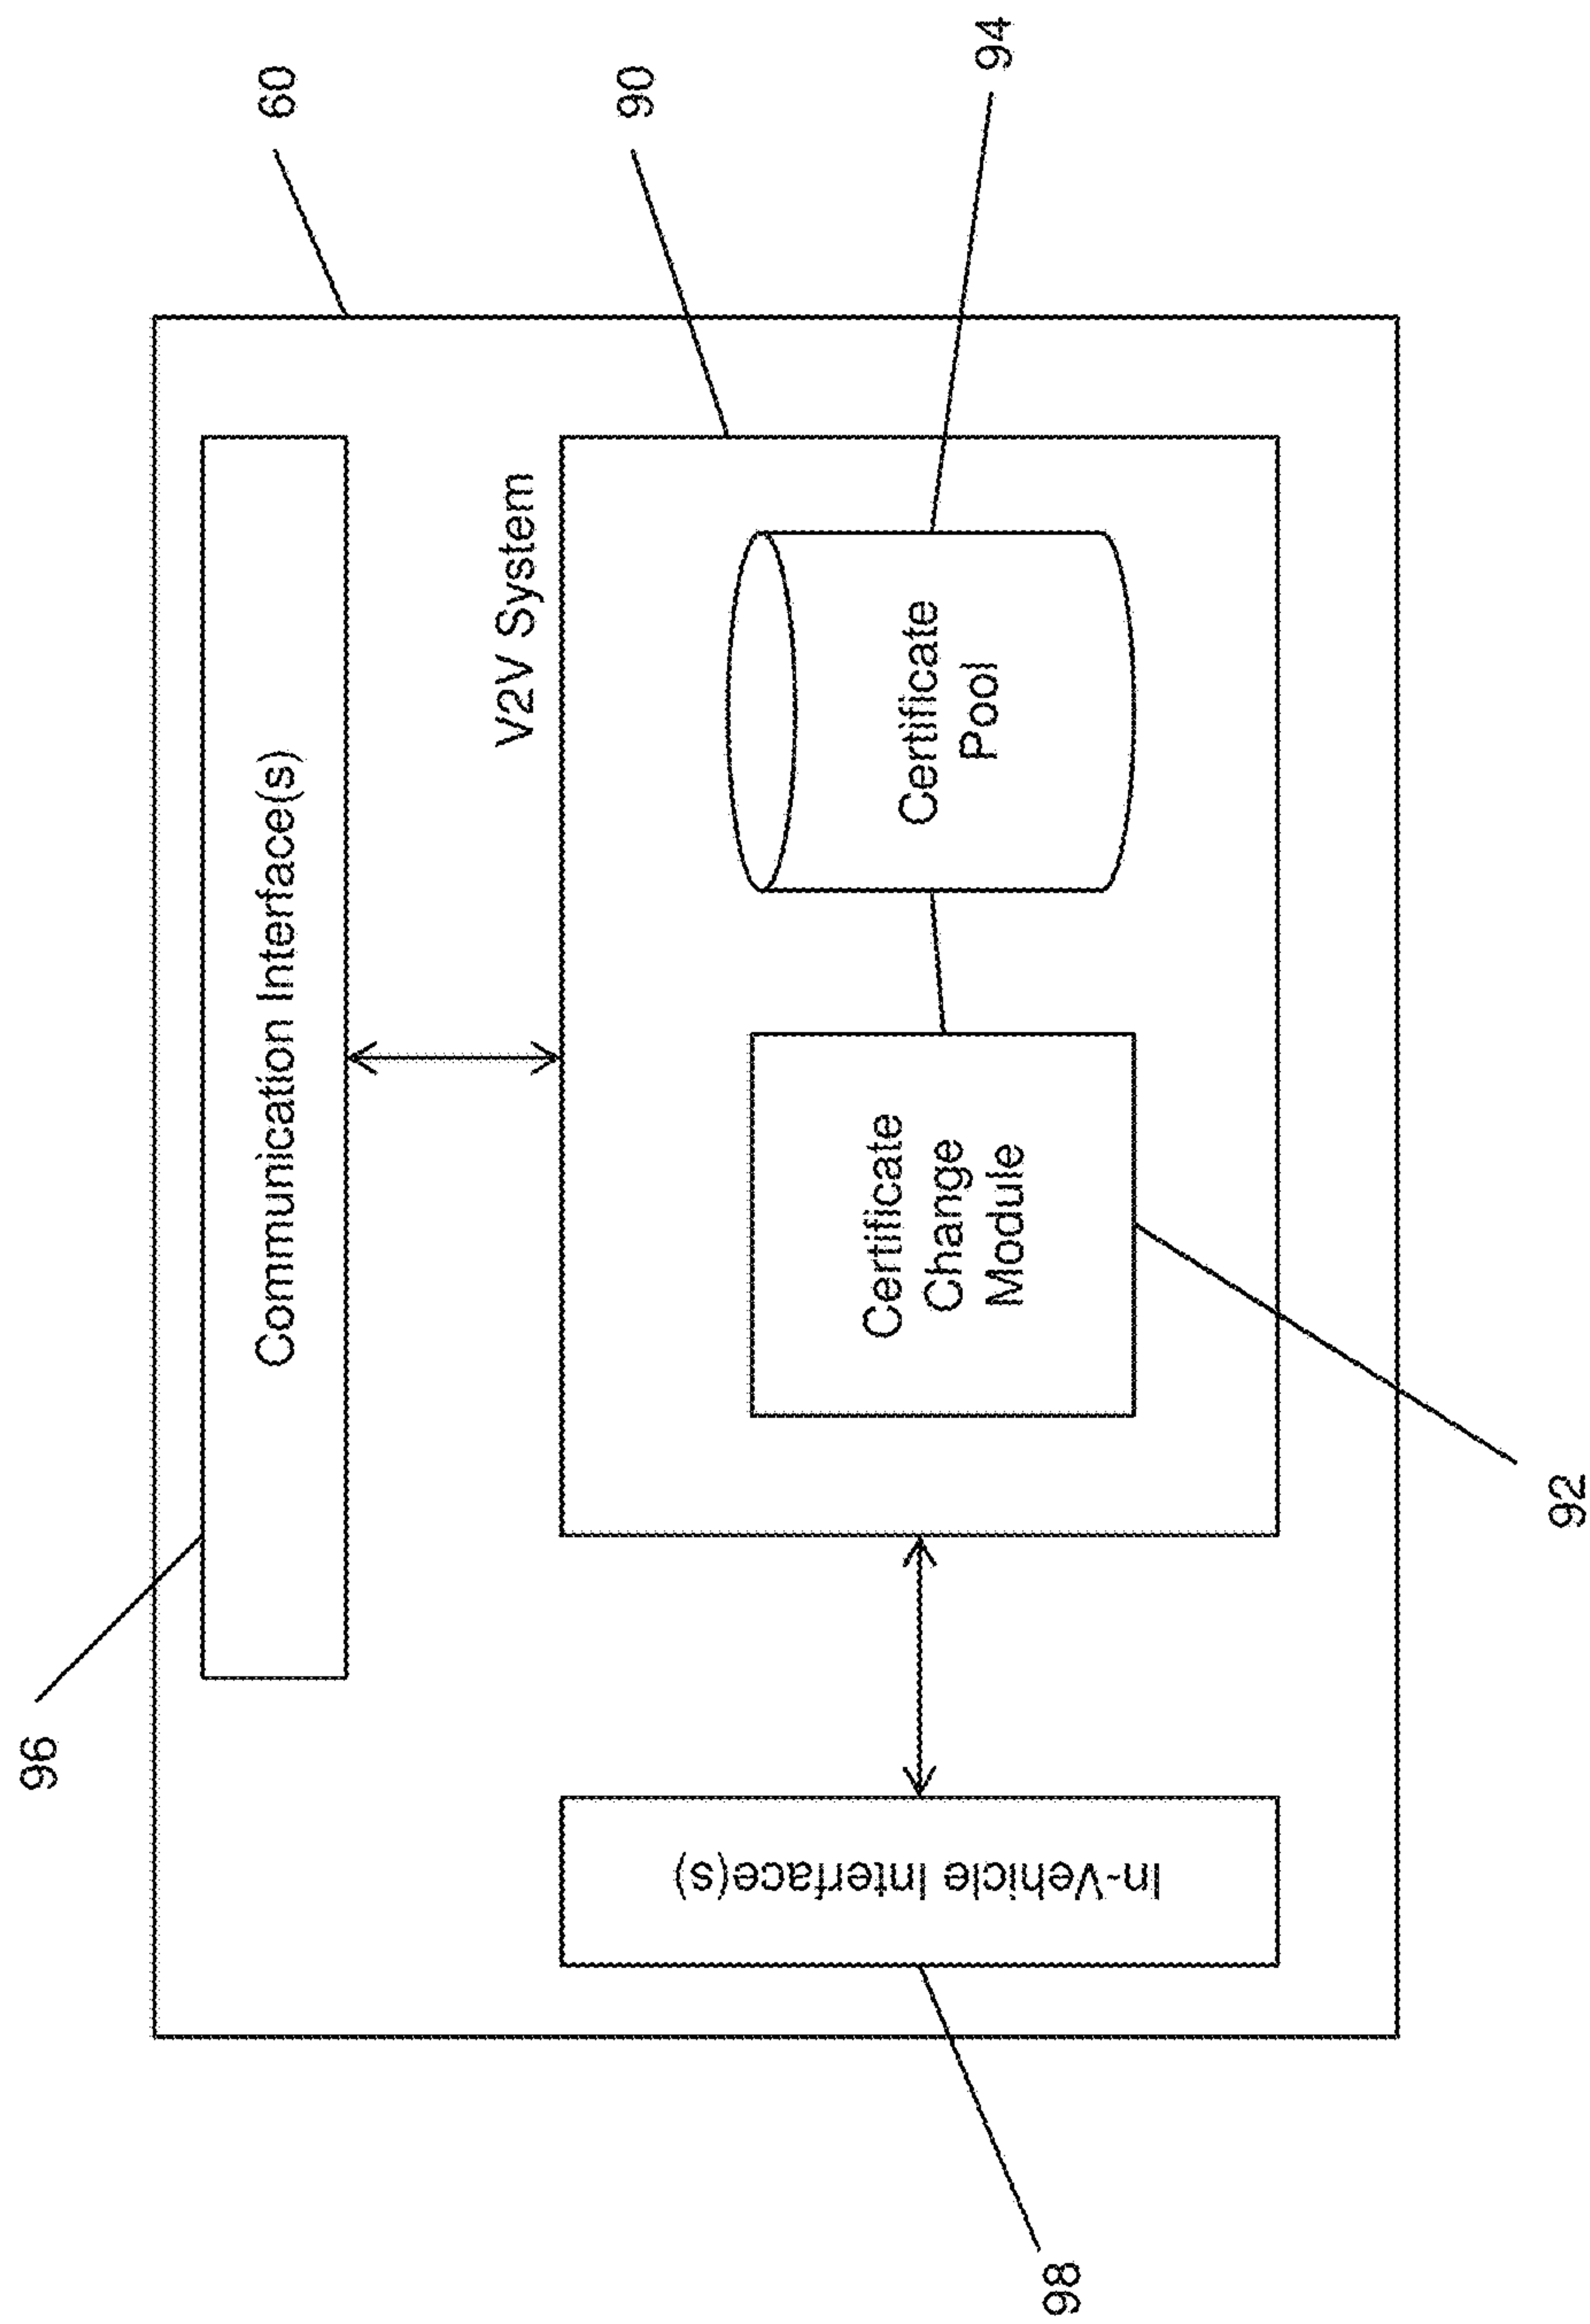 96
Communication Interface(s)
60
V2V System
90
In-Vehicle Interface(s)
Certificate
Change
Module
Certificate
Pool
94
98
92